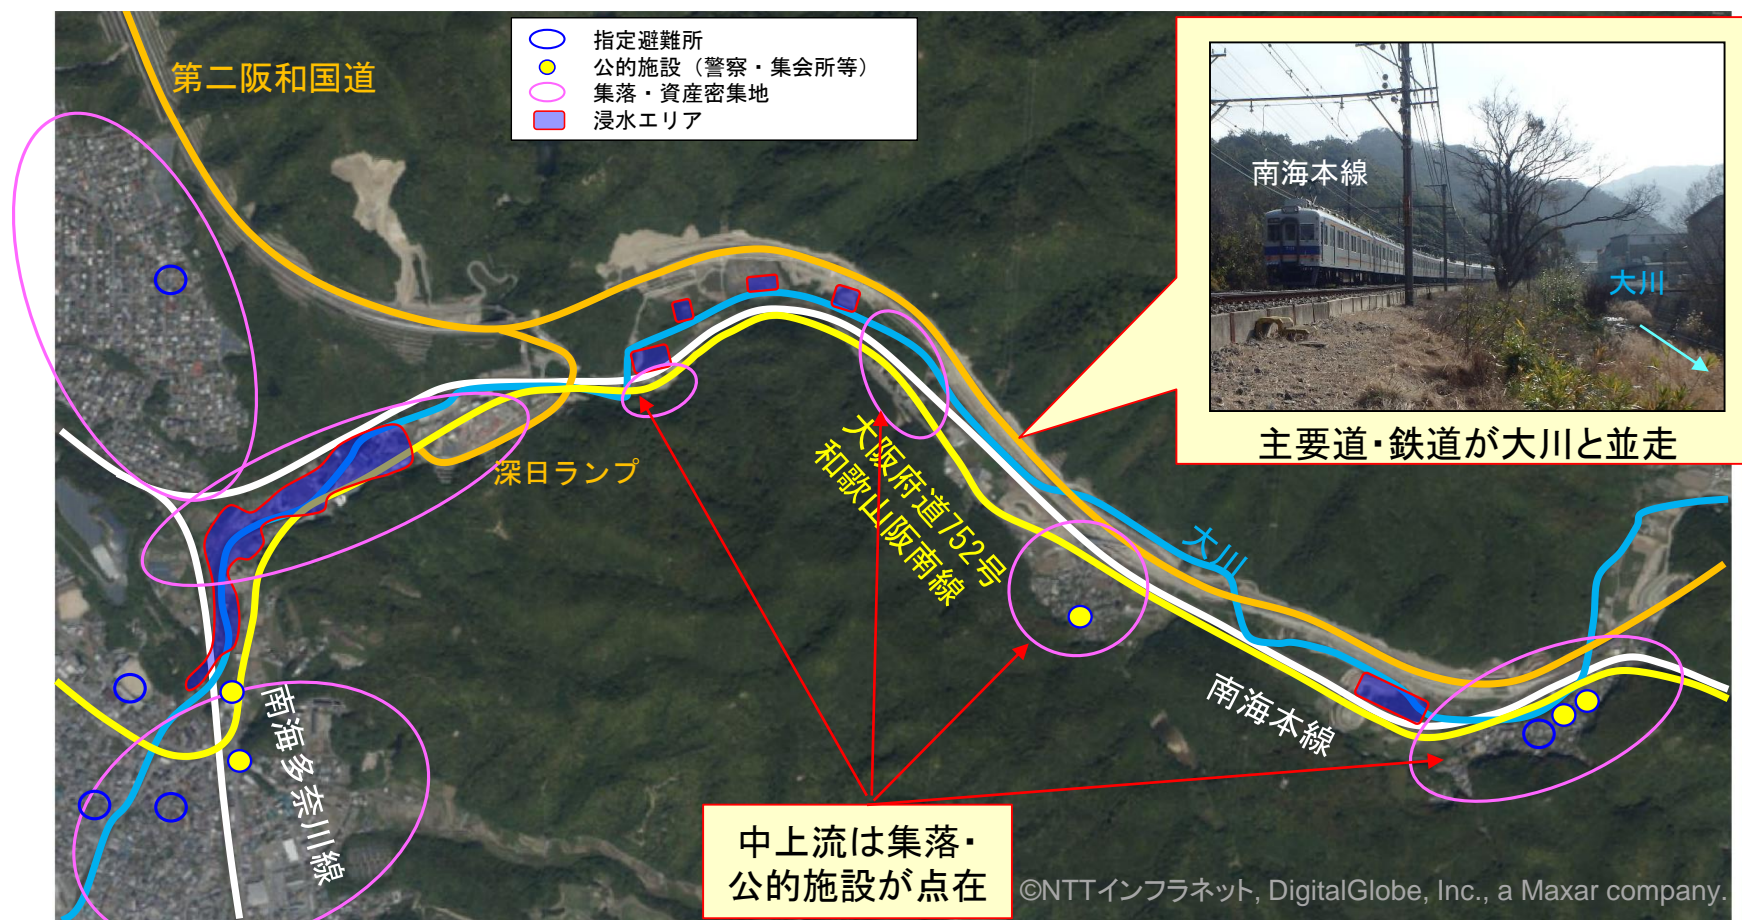 指定避難所
公的施設（警察・集会所等）
集落・資産密集地
浸水エリア
第二阪和国道
南海本線
大川
主要道・鉄道が大川と並走
深日ランプ
大阪府道752号
和歌山阪南線
大川
南海本線
南海多奈川線
中上流は集落・
公的施設が点在
©NTTインフラネット, DigitalGlobe, Inc., a Maxar company.